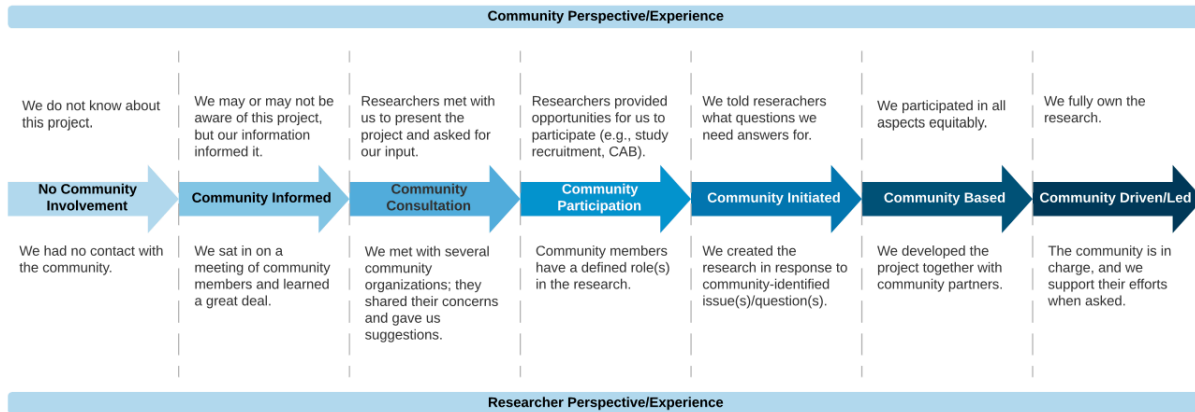 Community Perspective/Experience
We do not know about
this project.
We may or may not be
aware of this project,
but our information
informed it.
Researchers met with
us to present the
project and asked for
our input.
Researchers provided
opportunities for us to
participate (e.g., study
recruitment, CAB).
We told reserachers
what questions we
need answers for.
We participated in all
aspects equitably.
We fully own the
research.
No Community
Involvement
Community Informed
Community
Consultation
Community
Participation
Community Initiated
Community Based
Community Driven/Led
We had no contact with
the community.
We sat in on a
meeting of community
members and learned
a great deal.
We met with several
community
organizations; they
shared their concerns
and gave us
suggestions.
Community members
have a defined role(s)
in the research.
We created the
research in response to
community-identified
issue(s)/question(s).
We developed the
project together with
community partners.
The community is in
charge, and we
support their efforts
when asked.
Researcher Perspective/Experience